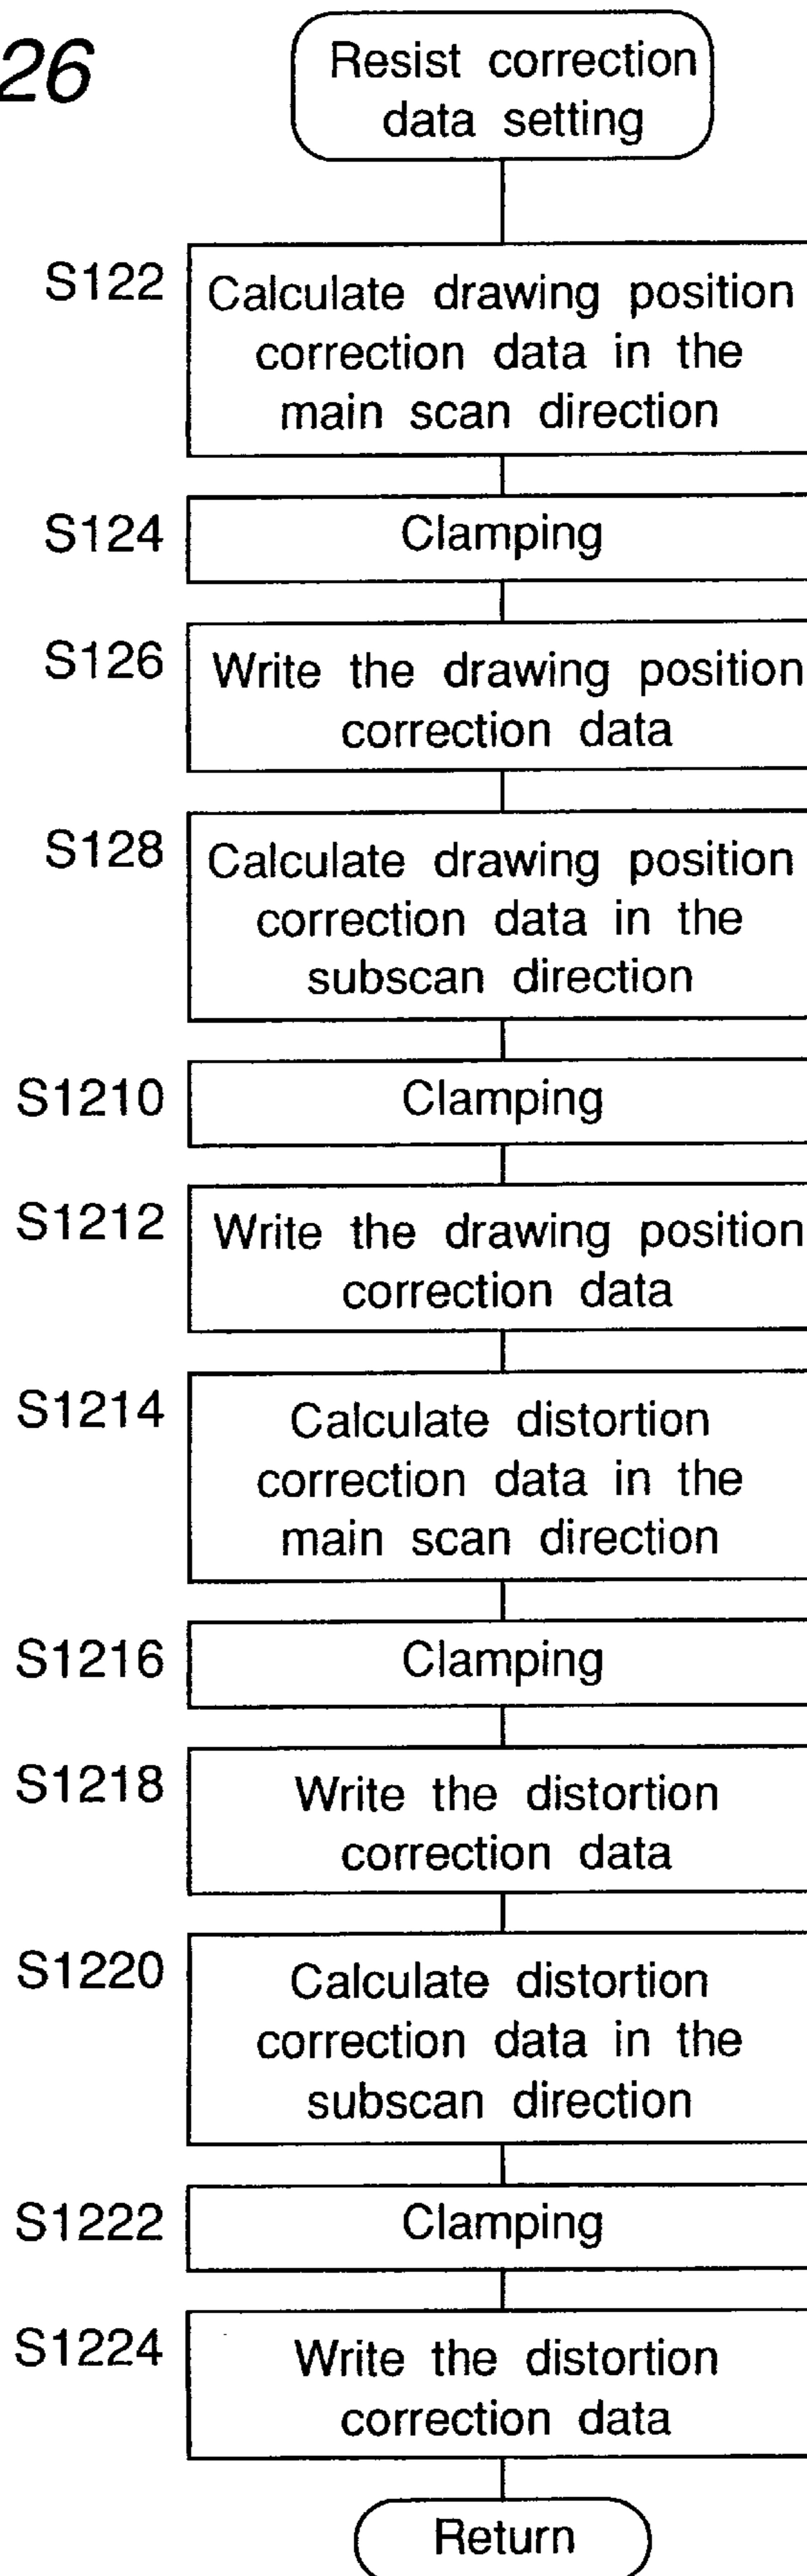 26
Resist correction
data setting
S122
Calculate drawing position
correction data in the
main scan direction
S124
Clamping
S126
Write the drawing position
correction data
S128
Calculate drawing position
correction data in the
subscan direction
S1210
Clamping
S1212
Write the drawing position
correction data
S1214
Calculate distortion
correction data in the
main scan direction
S1216
Clamping
S1218
Write the distortion
correction data
S1220
Calculate distortion
correction data in the
subscan direction
S1222
Clamping
S1224
Write the distortion
correction data
Return